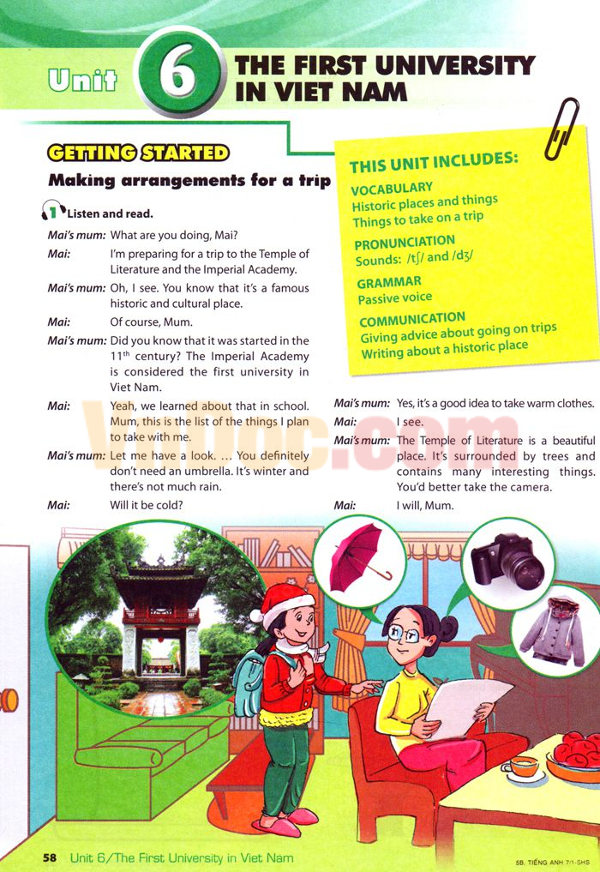 Unit 6
THE FIRST UNIVERSITY
IN VIET NAM
GETTING STARTED
Making arrangements for a trip
1 Listen and read.
Mai's mum: What are you doing, Mai?
Mai: I'm preparing for a trip to the Temple of
Literature and the Imperial Academy.
Mai's mum: Oh, I see. You know that it's a famous
historic and cultural place.
Mai: Of course, Mum.
Mai's mum: Did you know that it was started in the
11th century? The Imperial Academy
is considered the first university in
Viet Nam.
Mai: Yeah, we learned about that in school.
Mum, this is the list of the things I plan
to take with me.
Mai's mum: Let me have a look. ... You definitely
don't need an umbrella. It's winter and
there's not much rain.
Mai: Will it be cold?
THIS UNIT INCLUDES:
VOCABULARY
Historic places and things
Things to take on a trip
PRONUNCIATION
Sounds: /tʃ/ and /dʒ/
GRAMMAR
Passive voice
COMMUNICATION
Giving advice about going on trips
Writing about a historic place
Mai's mum: Yes, it's a good idea to take warm clothes.
Mai: I see.
Mai's mum: The Temple of Literature is a beautiful
place. It's surrounded by trees and
contains many interesting things.
You'd better take the camera.
Mai: I will, Mum.
VnDoc.com
58 Unit 6/The First University in Viet Nam
5B. TIẾNG ANH 7/1-SHS